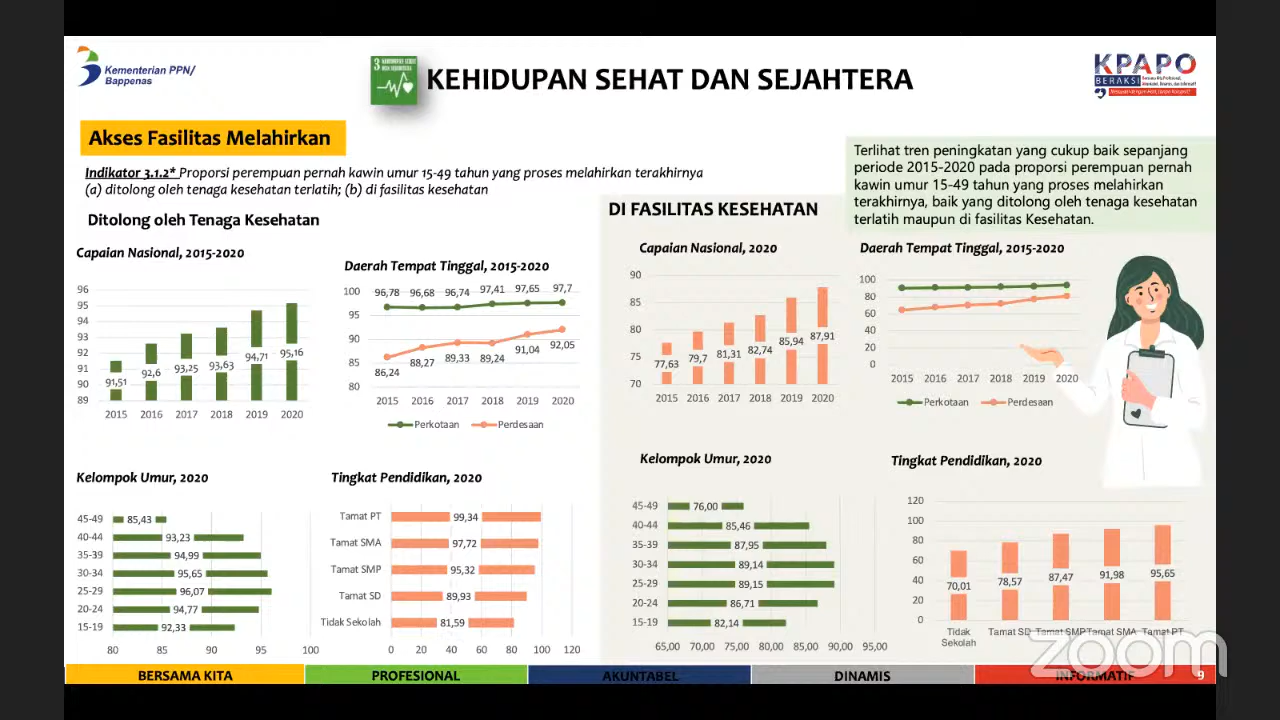 Kementerian PPN/
Bappenas
3 KEHIDUPAN SEHAT
DAN SEJAHTERA
KEHIDUPAN SEHAT DAN SEJAHTERA
KPAPO
BERAKSI
Akses Fasilitas Melahirkan
Indikator 3.1.2* Proporsi perempuan pernah kawin umur 15-49 tahun yang proses melahirkan terakhirnya
(a) ditolong oleh tenaga kesehatan terlatih; (b) di fasilitas kesehatan
Terlihat tren peningkatan yang cukup baik sepanjang
periode 2015-2020 pada proporsi perempuan pernah
kawin umur 15-49 tahun yang proses melahirkan
terakhirnya, baik yang ditolong oleh tenaga kesehatan
terlatih maupun di fasilitas Kesehatan.
Ditolong oleh Tenaga Kesehatan
Capaian Nasional, 2015-2020
96
95
94
93
92
91
90
89
91,51
92,6
93,25
93,63
94,71
95,16
2015 2016 2017 2018 2019 2020
Daerah Tempat Tinggal, 2015-2020
100
95
90
85
80
96,78 96,68 96,74 97,41 97,65 97,7
86,24 88,27 89,33 89,24 91,04 92,05
2015 2016 2017 2018 2019 2020
Perkotaan Perdesaan
Kelompok Umur, 2020
45-49 85,43
40-44 93,23
35-39 94,99
30-34 95,65
25-29 96,07
20-24 94,77
15-19 92,33
80 85 90 95 100
Tingkat Pendidikan, 2020
Tamat PT 99,34
Tamat SMA 97,72
Tamat SMP 95,32
Tamat SD 89,93
Tidak Sekolah 81,59
0 20 40 60 80 100 120
DI FASILITAS KESEHATAN
Capaian Nasional, 2020
90
85
80
75
70
77,63 79,7 81,31 82,74 85,94 87,91
2015 2016 2017 2018 2019 2020
Daerah Tempat Tinggal, 2015-2020
100
80
60
40
20
0
2015 2016 2017 2018 2019 2020
Perkotaan Perdesaan
Kelompok Umur, 2020
45-49 76,00
40-44 85,46
35-39 87,95
30-34 89,14
25-29 89,15
20-24 86,71
15-19 82,14
65,00 70,00 75,00 80,00 85,00 90,00 95,00
Tingkat Pendidikan, 2020
120
100
80
60
40
20
0
70,01 78,57 87,47 91,98 95,65
Tidak Sekolah Tamat SD Tamat SMP Tamat SMA Tamat PT
BERSAMA KITA PROFESIONAL AKUNTABEL DINAMIS INFORMATIF 9
zoom